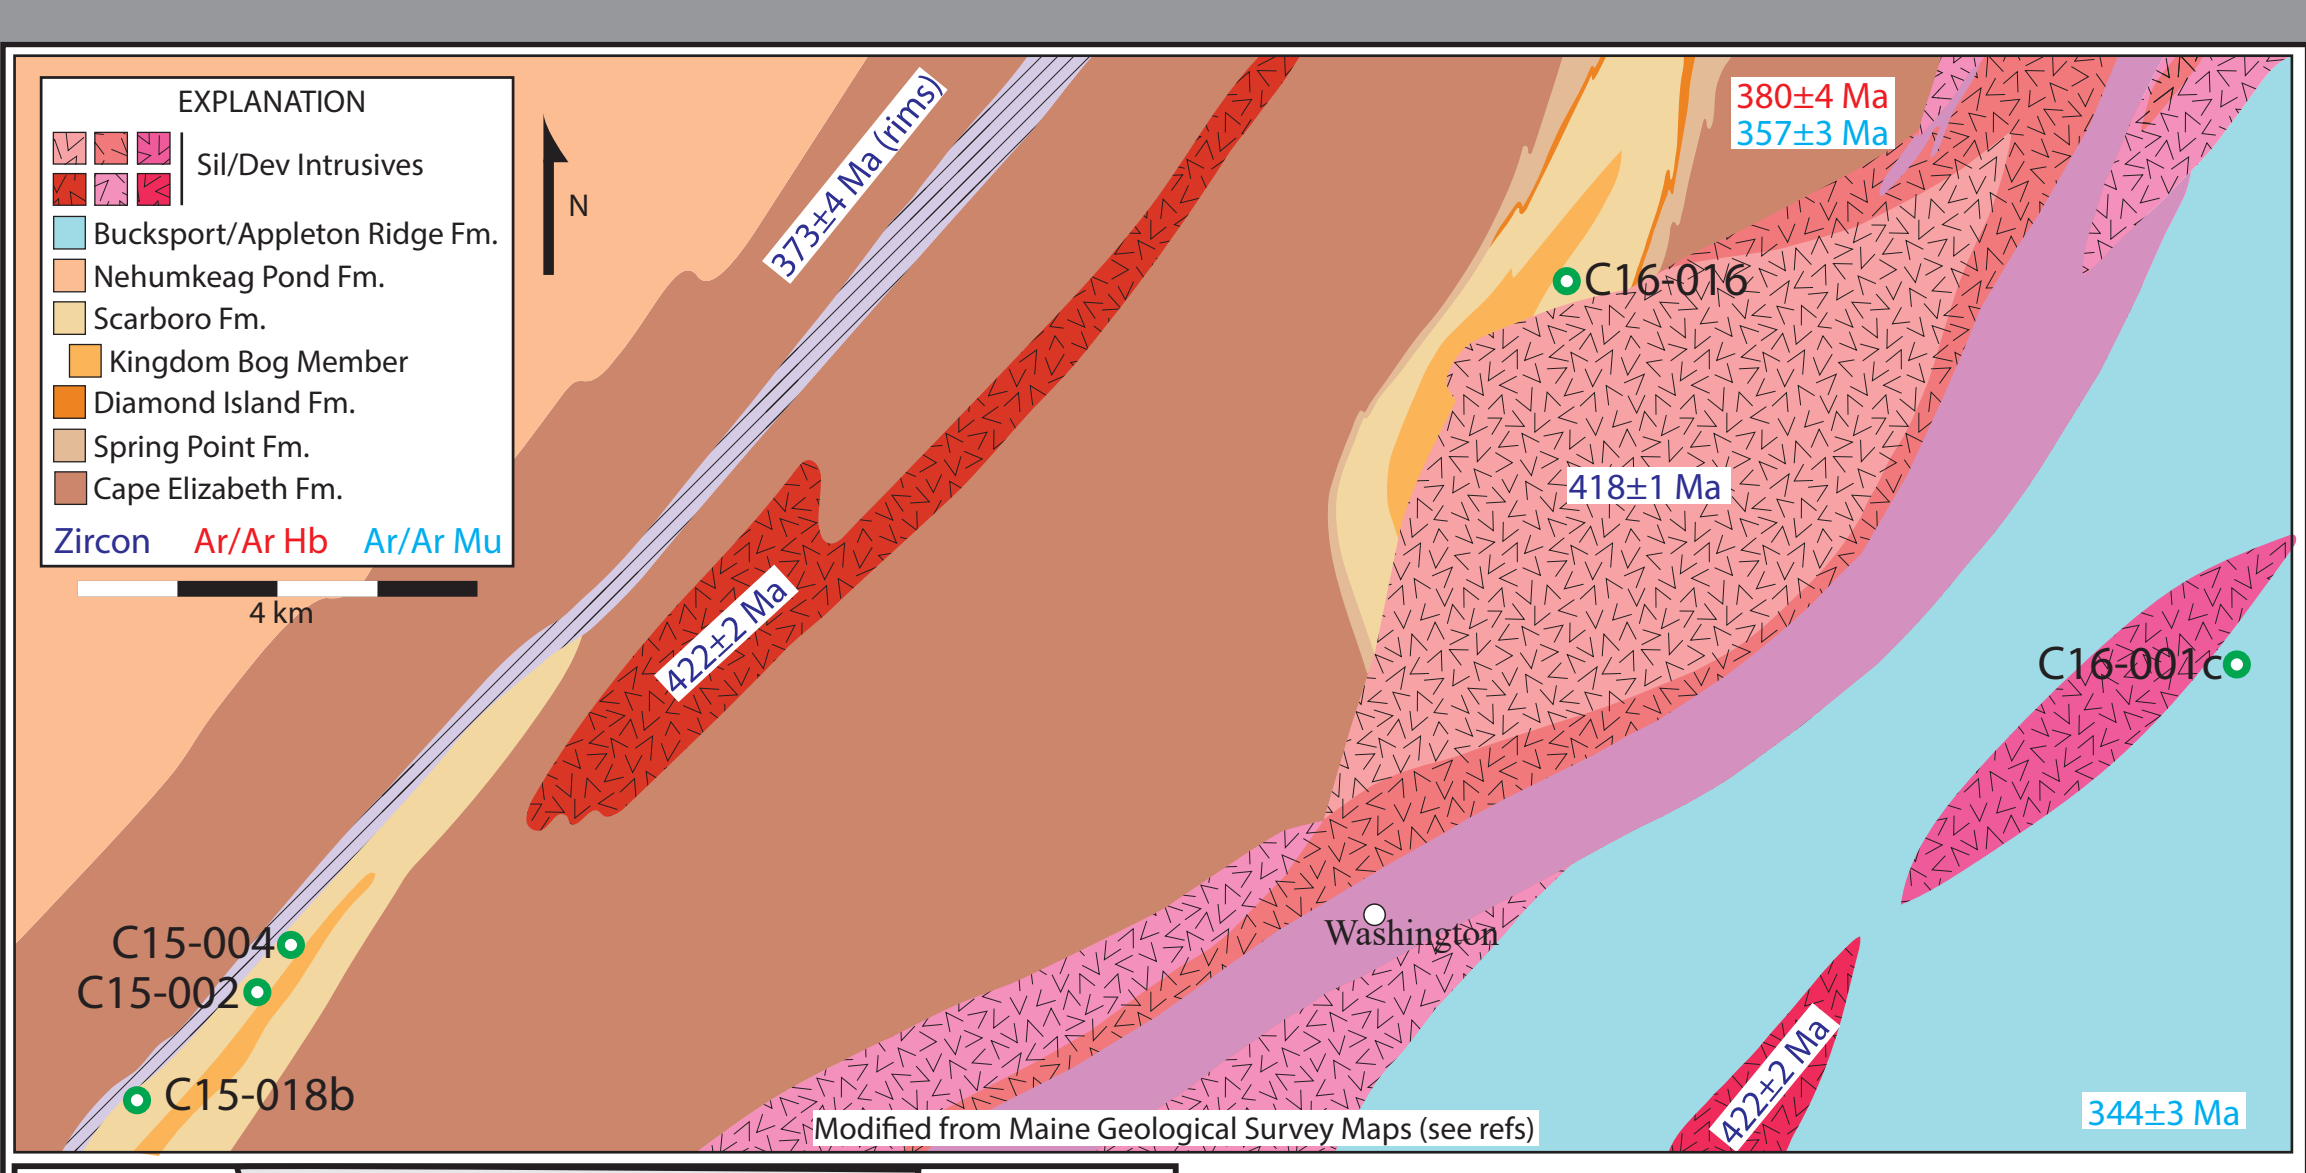 EXPLANATION
Sil/Dev Intrusives
Bucksport/Appleton Ridge Fm.
Nehumkeag Pond Fm.
Scarboro Fm.
Kingdom Bog Member
Diamond Island Fm.
Spring Point Fm.
Cape Elizabeth Fm.
Zircon Ar/Ar Hb Ar/Ar Mu
4 km
N
373±4 Ma (rims)
380±4 Ma
357±3 Ma
C16-016
418±1 Ma
422±2 Ma
C16-001c
C15-004
Washington
C15-002
C15-018b
422±2 Ma
344±3 Ma
Modified from Maine Geological Survey Maps (see refs)